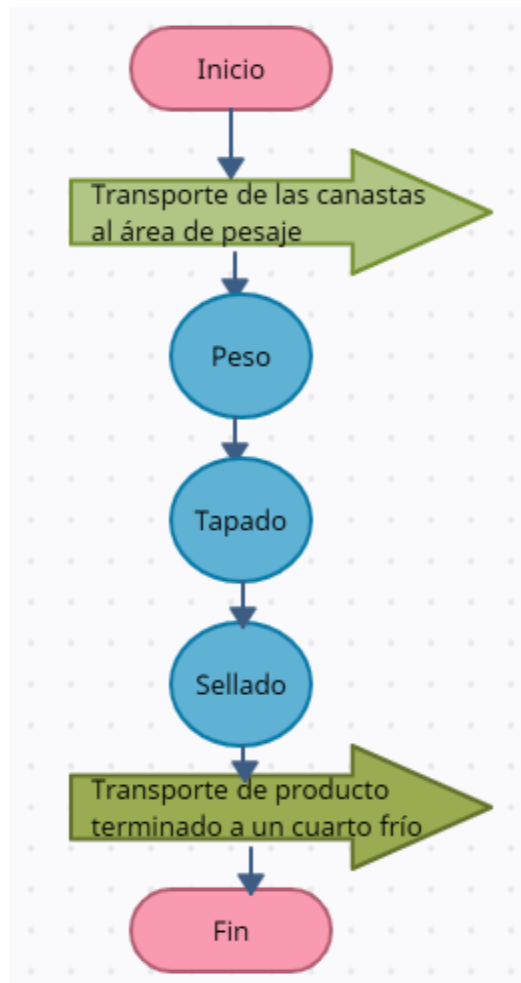 Inicio
Transporte de las canastas
al área de pesaje
Peso
Tapado
Sellado
Transporte de producto
terminado a un cuarto frío
Fin